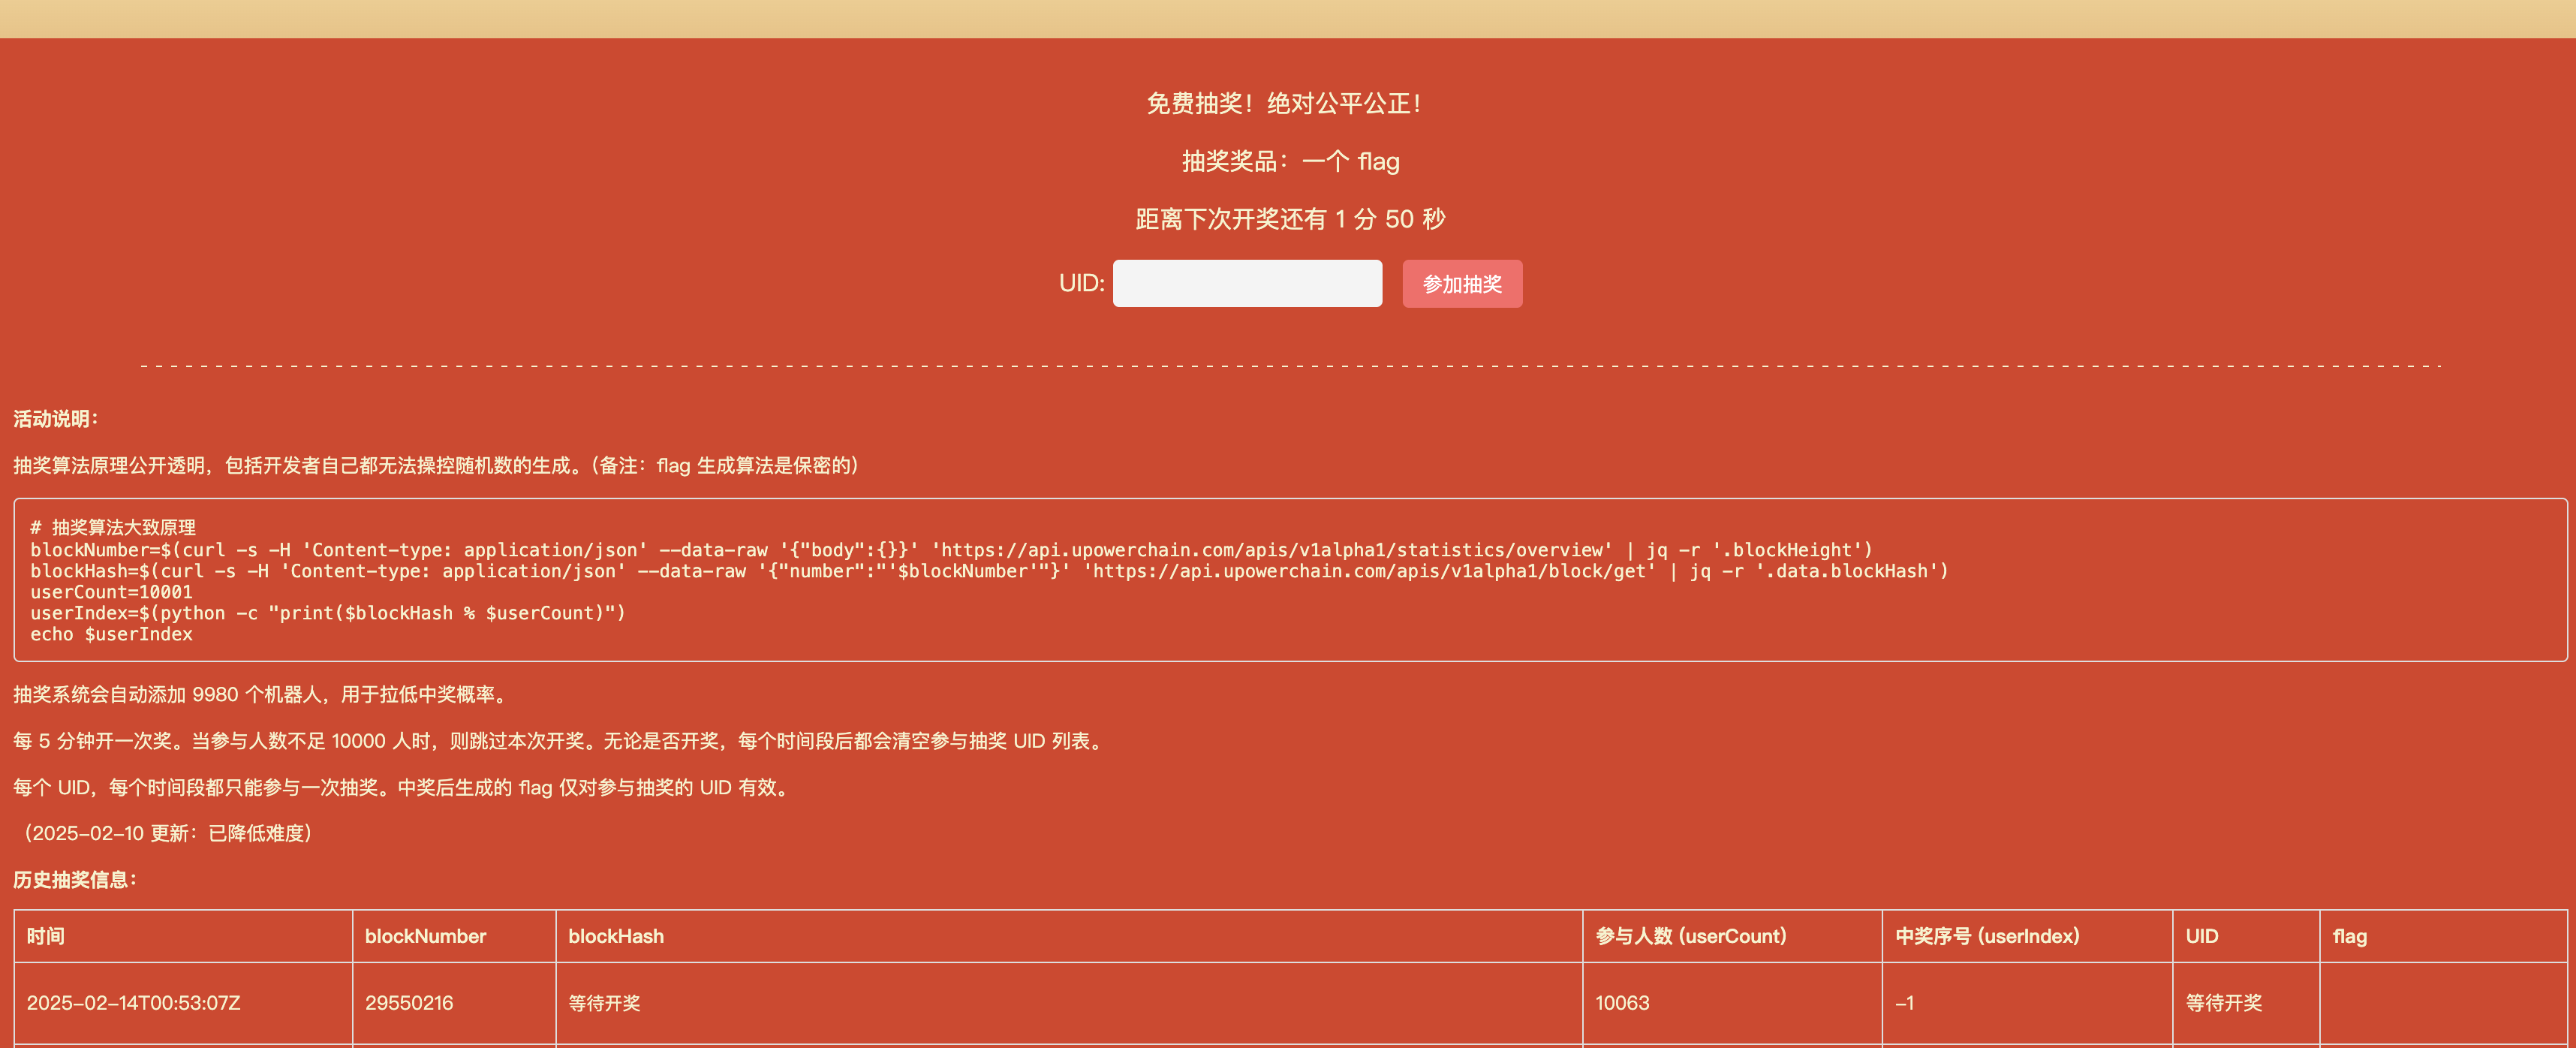 免费抽奖！绝对公平公正！
抽奖奖品：一个 flag
距离下次开奖还有 1 分 50 秒
UID:
参加抽奖
活动说明：
抽奖算法原理公开透明，包括开发者自己都无法操控随机数的生成。（备注：flag 生成算法是保密的）
# 抽奖算法大致原理
blockNumber=$(curl -s -H 'Content-type: application/json' --data-raw '{"body":{}}' 'https://api.upowerchain.com/apis/v1alpha1/statistics/overview' | jq -r '.blockHeight')
blockHash=$(curl -s -H 'Content-type: application/json' --data-raw '{"number":"'$blockNumber'"}' 'https://api.upowerchain.com/apis/v1alpha1/block/get' | jq -r '.data.blockHash')
userCount=10001
userIndex=$(python -c "print($blockHash % $userCount)")
echo $userIndex
抽奖系统会自动添加 9980 个机器人，用于拉低中奖概率。
每 5 分钟开一次奖。当参与人数不足 10000 人时，则跳过本次开奖。无论是否开奖，每个时间段后都会清空参与抽奖 UID 列表。
每个 UID，每个时间段都只能参与一次抽奖。中奖后生成的 flag 仅对参与抽奖的 UID 有效。
（2025-02-10 更新：已降低难度）
历史抽奖信息：
时间 blockNumber blockHash 参与人数 (userCount) 中奖序号 (userIndex) UID flag
2025-02-14T00:53:07Z 29550216 等待开奖 10063 -1 等待开奖